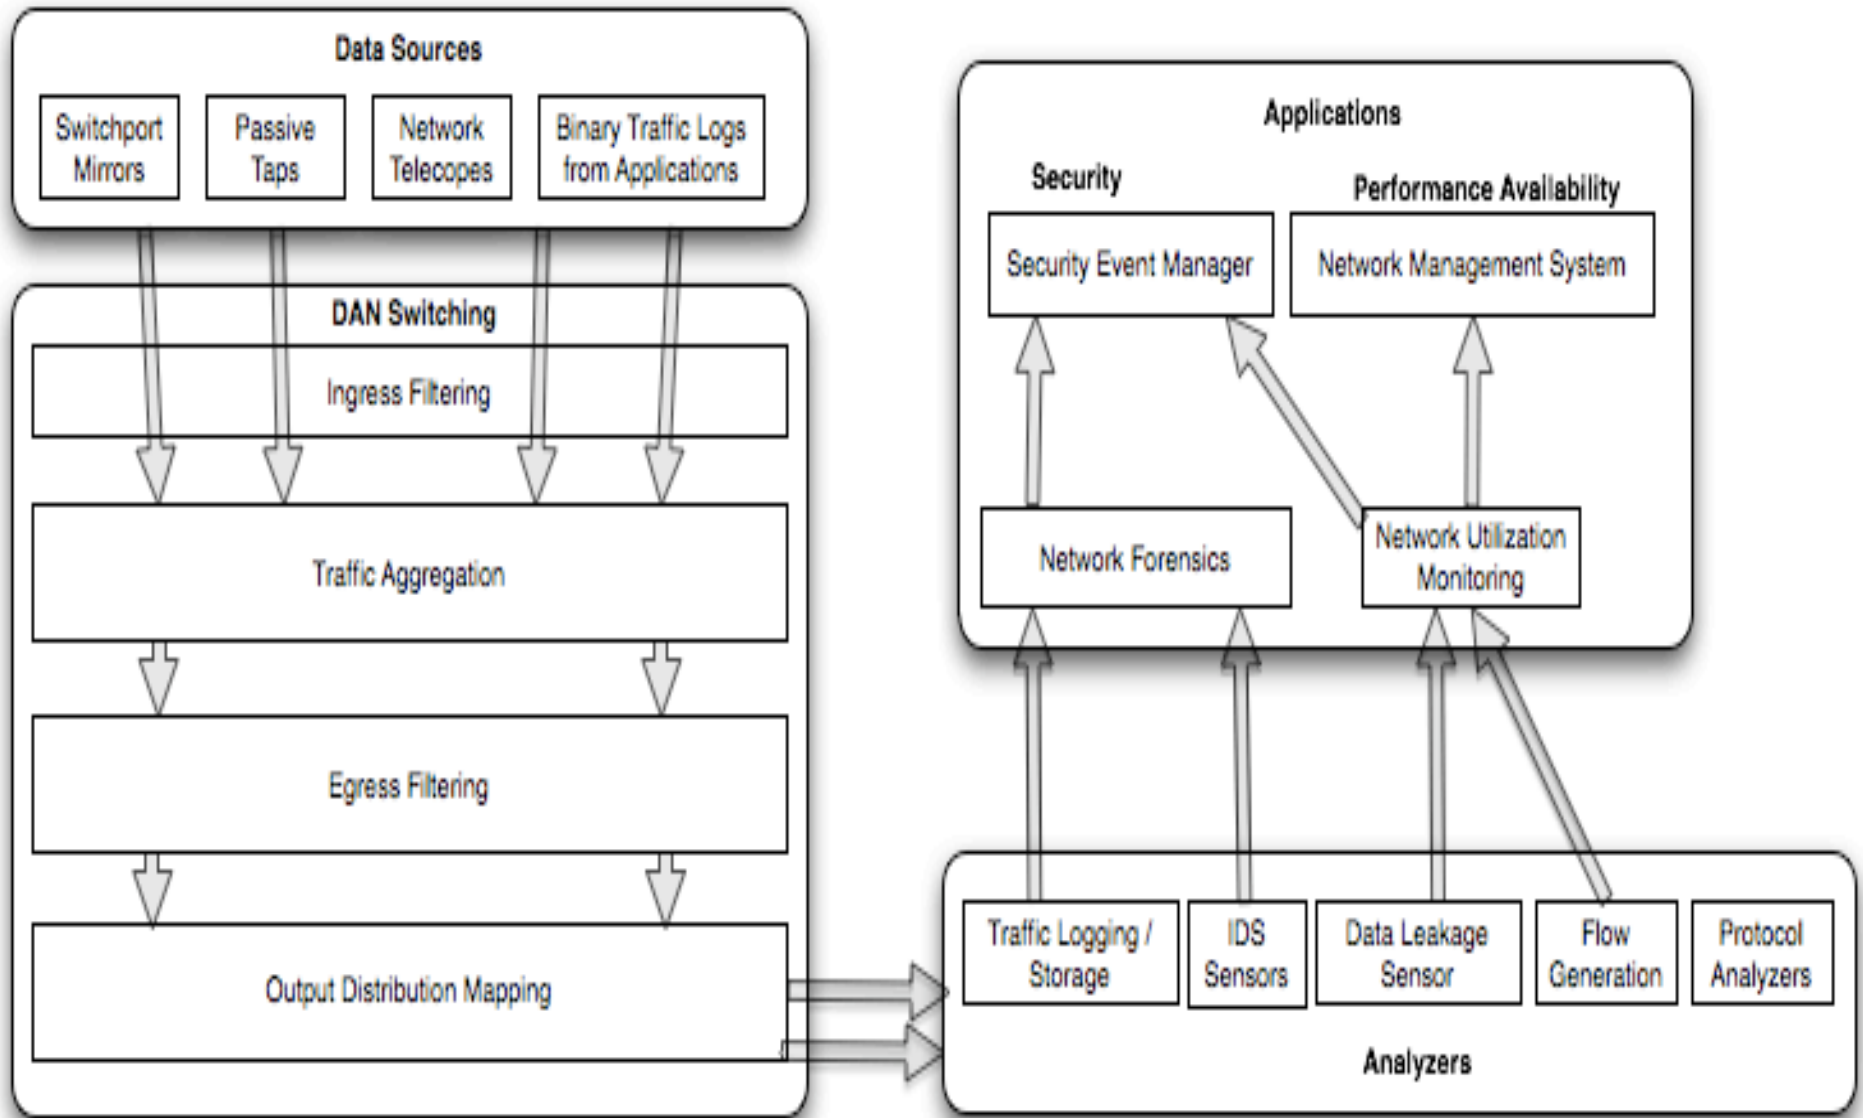 Data Sources
Switchport
Mirrors
Passive
Taps
Network
Telecopes
Binary Traffic Logs
from Applications
DAN Switching
Ingress Filtering
Traffic Aggregation
Egress Filtering
Output Distribution Mapping
Applications
Security
Performance Availability
Security Event Manager
Network Management System
Network Forensics
Network Utilization
Monitoring
Traffic Logging /
Storage
IDS
Sensors
Data Leakage
Sensor
Flow
Generation
Protocol
Analyzers
Analyzers